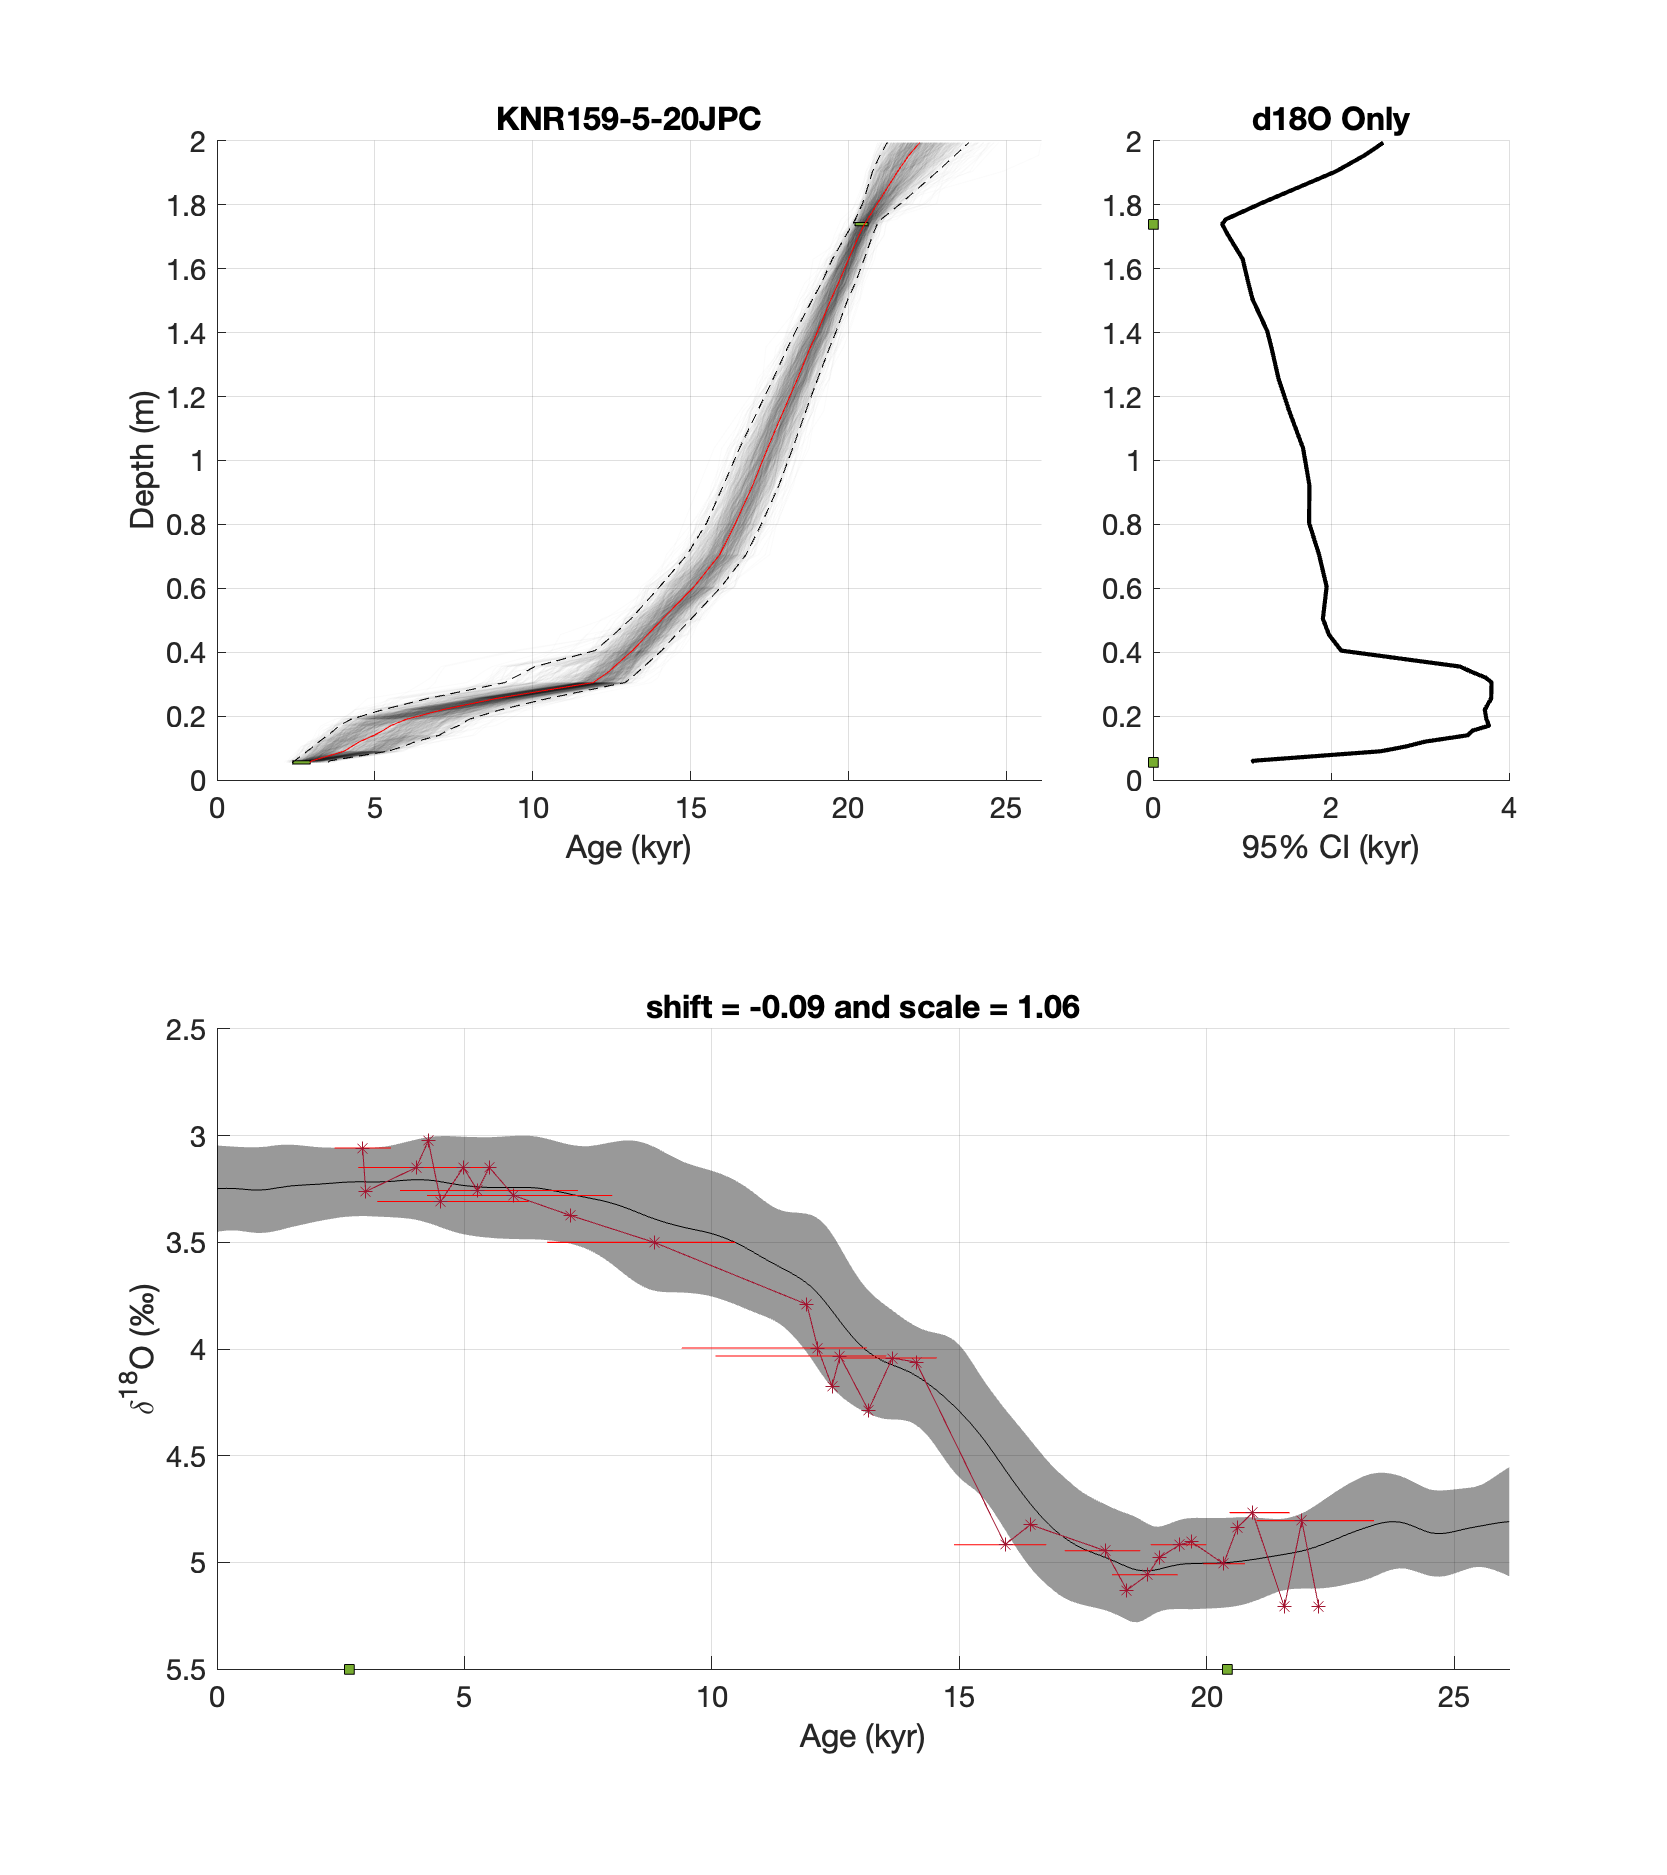 KNR159-5-20JPC
2
1.8
1.6
1.4
1.2
1
0.8
0.6
0.4
0.2
0
Depth (m)
0 5 10 15 20 25
Age (kyr)
d18O Only
2
1.8
1.6
1.4
1.2
1
0.8
0.6
0.4
0.2
0
0 2 4
95% CI (kyr)
shift = -0.09 and scale = 1.06
2.5
3
3.5
4
4.5
5
5.5
δ18O (‰)
0 5 10 15 20 25
Age (kyr)